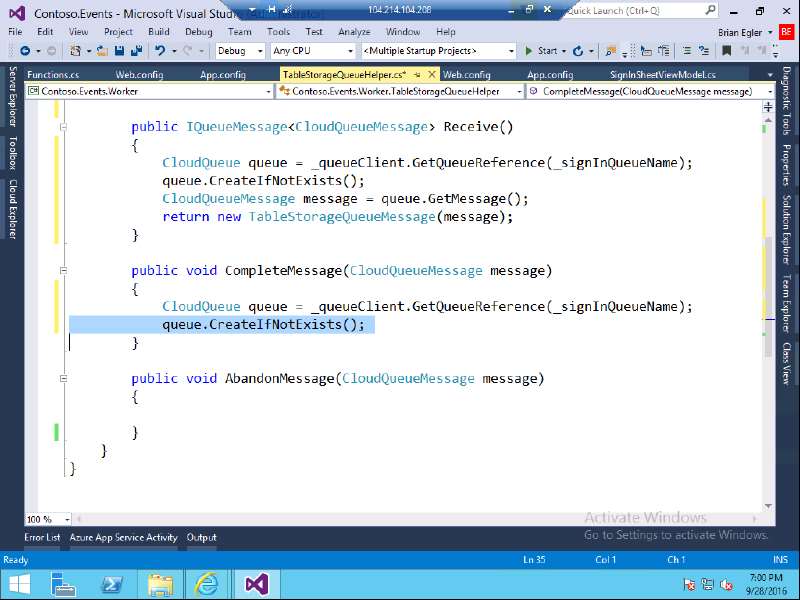 Contoso.Events - Microsoft Visual Stud
104.214.104.208
Quick Launch (Ctrl+Q)
File Edit View Project Build Debug Team Tools Test Analyze Window Help
Brian Egler BE
Debug Any CPU <Multiple Startup Projects> Start
Functions.cs Web.config App.config TableStorageQueueHelper.cs* Web.config App.config SignInSheetViewModel.cs
Contoso.Events.Worker Contoso.Events.Worker.TableStorageQueueHelper CompleteMessage(CloudQueueMessage message)
Server Explorer
Toolbox
Cloud Explorer
public IQueueMessage<CloudQueueMessage> Receive()
{
CloudQueue queue = _queueClient.GetQueueReference(_signInQueueName);
queue.CreateIfNotExists();
CloudQueueMessage message = queue.GetMessage();
return new TableStorageQueueMessage(message);
}
public void CompleteMessage(CloudQueueMessage message)
{
CloudQueue queue = _queueClient.GetQueueReference(_signInQueueName);
queue.CreateIfNotExists();
}
public void AbandonMessage(CloudQueueMessage message)
{
}
}
}
Diagnostic Tools
Properties
Solution Explorer
Team Explorer
Class View
100 %
Activate Windows
Go to Settings to activate Windows.
Error List Azure App Service Activity Output
Ready Ln 35 Col 1 Ch 1 INS
7:00 PM
9/28/2016